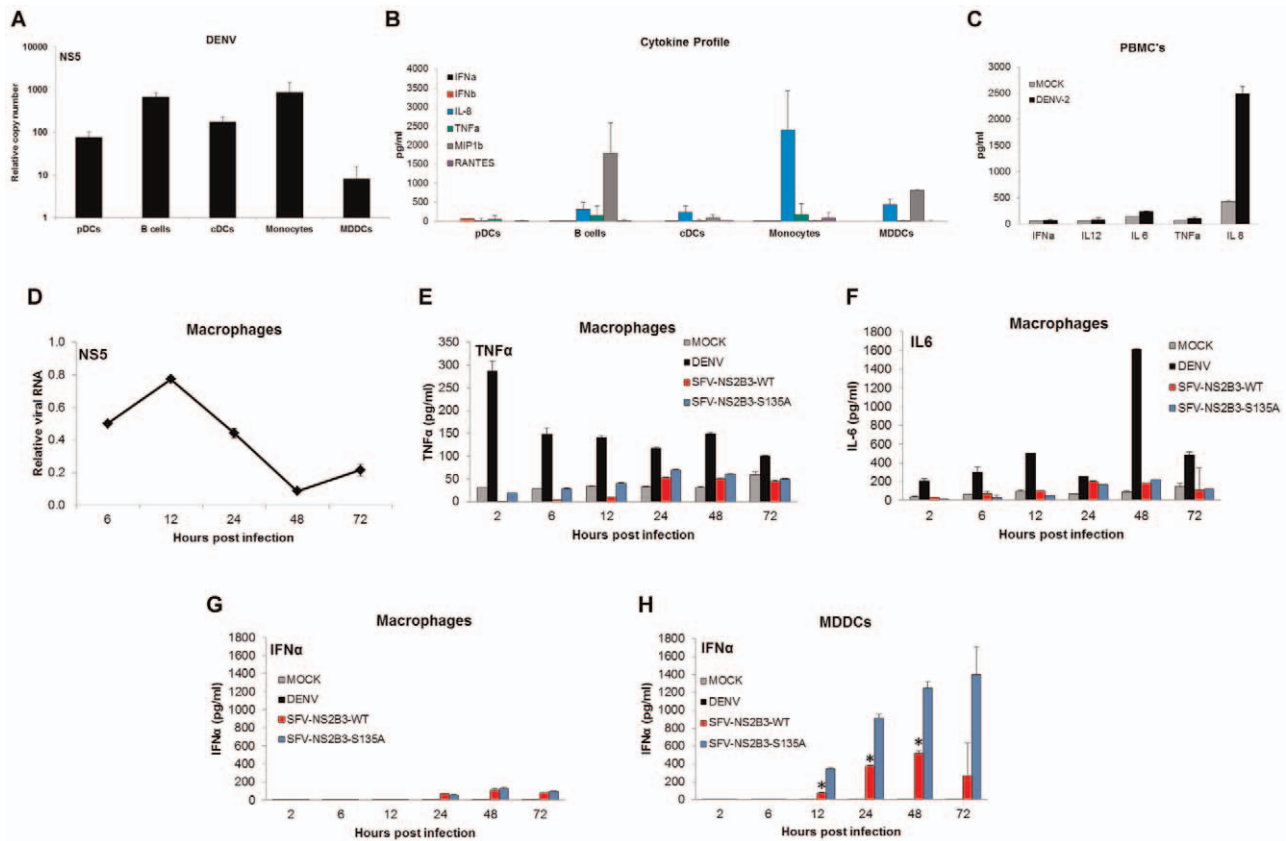 A
DENV
NS5
Relative copy number
10000
1000
100
10
1
pDCs B cells cDCs Monocytes MDDCs
B
Cytokine Profile
pg/ml
4000
3500
3000
2500
2000
1500
1000
500
0
IFNa
IFNb
IL-8
TNFa
MIP1b
RANTES
pDCs B cells cDCs Monocytes MDDCs
C
PBMC's
pg/ml
3000
2500
2000
1500
1000
500
0
MOCK
DENV-2
IFNa IL12 IL 6 TNFa IL 8
D
Macrophages
NS5
Relative viral RNA
1.0
0.8
0.6
0.4
0.2
0.0
6 12 24 48 72
Hours post infection
E
Macrophages
TNFα
TNFα (pg/ml)
350
300
250
200
150
100
50
0
MOCK
DENV
SFV-NS2B3-WT
SFV-NS2B3-S135A
2 6 12 24 48 72
Hours post infection
F
Macrophages
IL6
IL-6 (pg/ml)
1800
1600
1400
1200
1000
800
600
400
200
0
MOCK
DENV
SFV-NS2B3-WT
SFV-NS2B3-S135A
2 6 12 24 48 72
Hours post infection
G
Macrophages
IFNα
IFNα (pg/ml)
1800
1600
1400
1200
1000
800
600
400
200
0
MOCK
DENV
SFV-NS2B3-WT
SFV-NS2B3-S135A
2 6 12 24 48 72
Hours post infection
H
MDDCs
IFNα
IFNα (pg/ml)
1800
1600
1400
1200
1000
800
600
400
200
0
MOCK
DENV
SFV-NS2B3-WT
SFV-NS2B3-S135A
* * *
2 6 12 24 48 72
Hours post infection